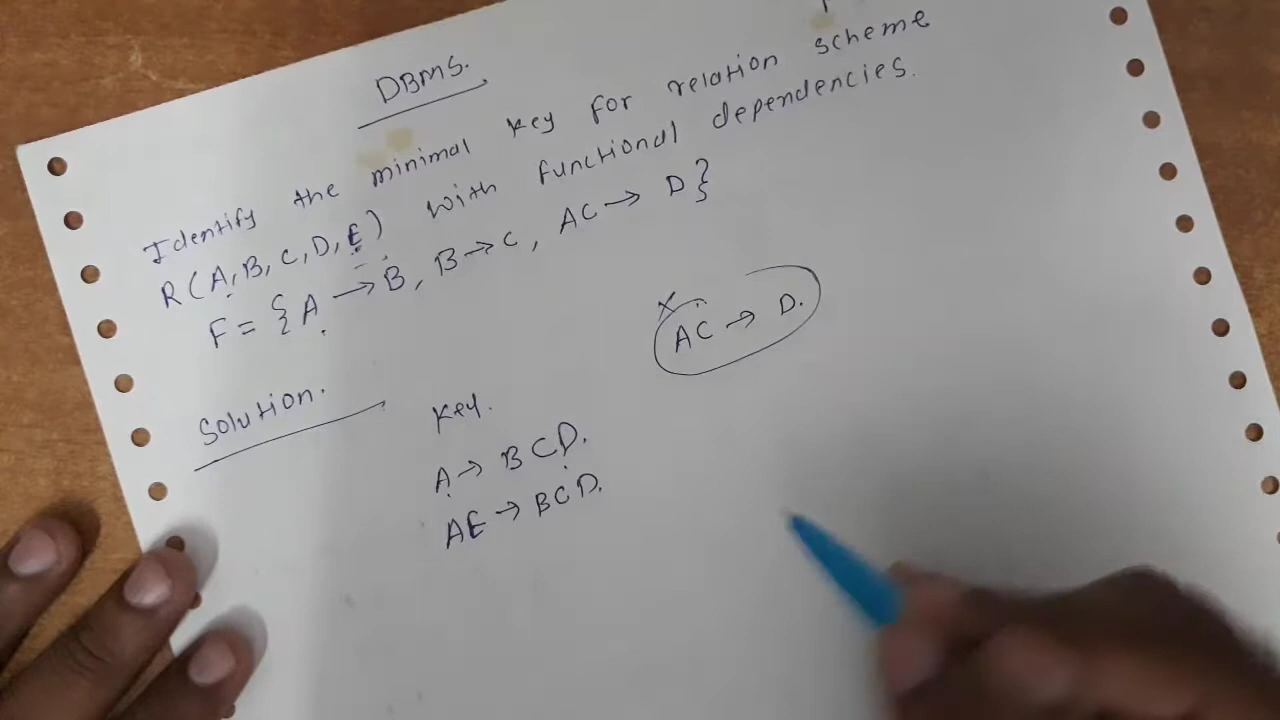 DBMS.
Identify the minimal key for relation scheme
R(A,B,C,D,E) with functional dependencies.
F = {A → B, B → C, AC → D}
AC → D.
Solution.
Key.
A → BCD.
AE → BCD.